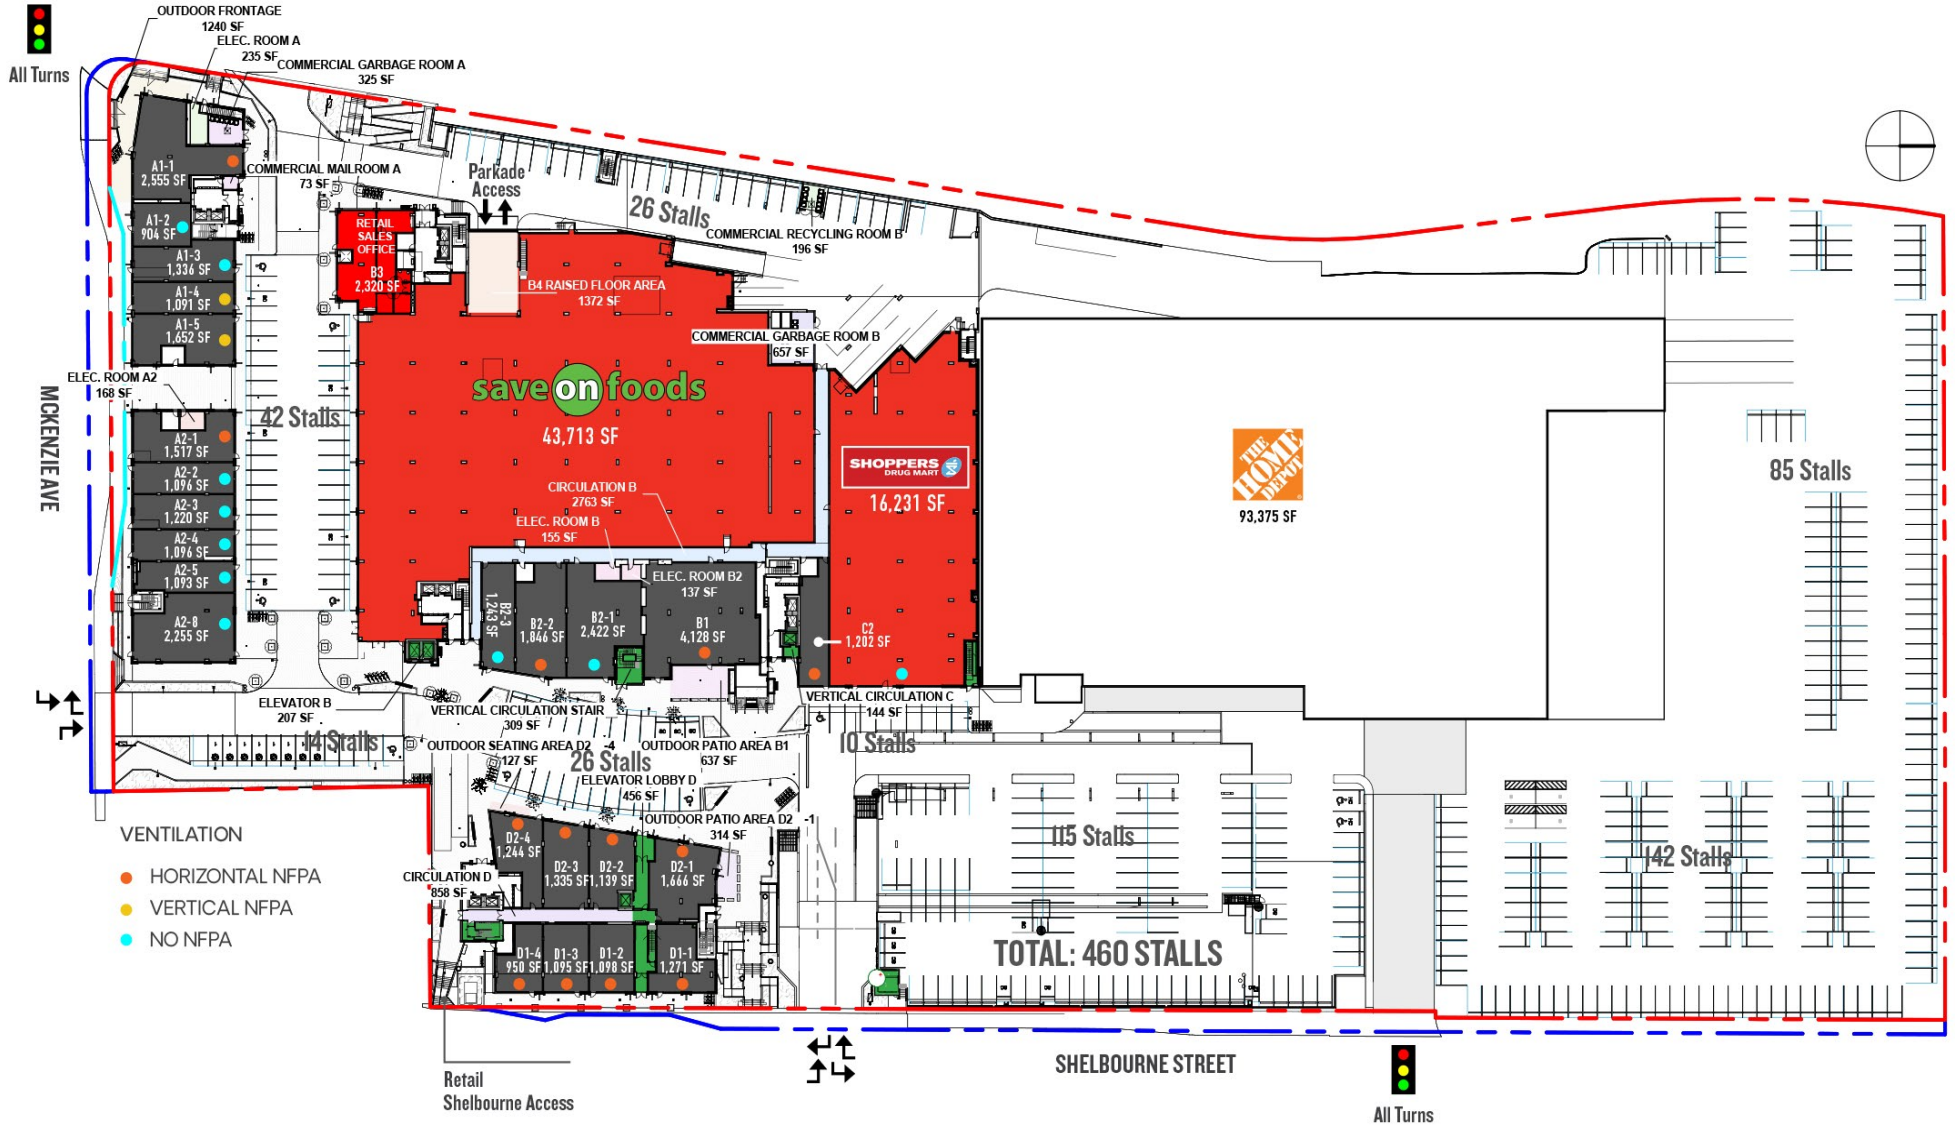 OUTDOOR FRONTAGE
1240 SF
ELEC. ROOM A
235 SF
COMMERCIAL GARBAGE ROOM A
325 SF
All Turns
A1-1
2,555 SF
COMMERCIAL MAILROOM A
73 SF
Parkade
Access
26 Stalls
COMMERCIAL RECYCLING ROOM B
196 SF
A1-2
904 SF
RETAIL
SALES
OFFICE
B3
2,320 SF
A1-3
1,336 SF
A1-4
1,091 SF
A1-5
1,652 SF
B4 RAISED FLOOR AREA
1372 SF
COMMERCIAL GARBAGE ROOM B
657 SF
ELEC. ROOM A2
168 SF
MCKENZIE AVE
42 Stalls
save on foods
43,713 SF
SHOPPERS
DRUG MART
16,231 SF
THE
HOME
DEPOT
93,375 SF
85 Stalls
A2-1
1,517 SF
A2-2
1,096 SF
A2-3
1,220 SF
A2-4
1,096 SF
A2-5
1,093 SF
A2-8
2,255 SF
CIRCULATION B
2763 SF
ELEC. ROOM B
155 SF
ELEC. ROOM B2
137 SF
B2-3
1,243 SF
B2-2
1,846 SF
B2-1
2,422 SF
B1
4,128 SF
C2
1,202 SF
ELEVATOR B
207 SF
VERTICAL CIRCULATION STAIR
309 SF
VERTICAL CIRCULATION C
144 SF
14 Stalls
OUTDOOR SEATING AREA D2 -4
127 SF
26 Stalls
OUTDOOR PATIO AREA B1
637 SF
10 Stalls
ELEVATOR LOBBY D
456 SF
OUTDOOR PATIO AREA D2 -1
314 SF
115 Stalls
142 Stalls
VENTILATION
HORIZONTAL NFPA
VERTICAL NFPA
NO NFPA
D2-4
1,244 SF
D2-3
1,335 SF
D2-2
1,139 SF
D2-1
1,666 SF
CIRCULATION D
858 SF
D1-4
950 SF
D1-3
1,095 SF
D1-2
1,098 SF
D1-1
1,271 SF
TOTAL: 460 STALLS
SHELBOURNE STREET
Retail
Shelbourne Access
All Turns